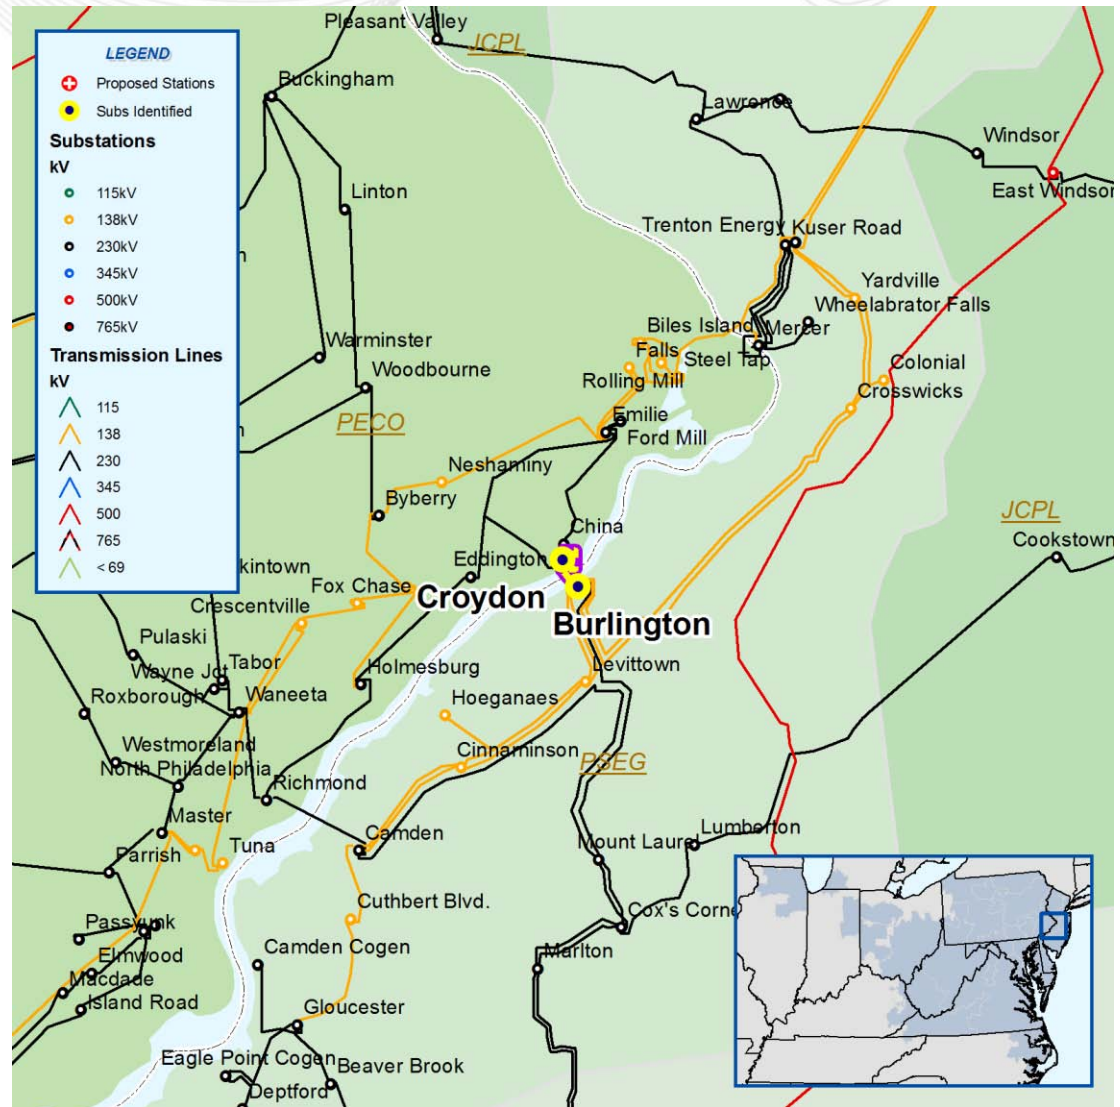 LEGEND
Proposed Stations
Subs Identified
Substations
kV
115kV
138kV
230kV
345kV
500kV
765kV
Transmission Lines
kV
115
138
230
345
500
765
< 69
Pleasant Valley
JCPL
Buckingham
Lawrence
Windsor
East Windsor
Linton
Trenton Energy
Kuser Road
Yardville
Wheelabrator Falls
Biles Island
Mercer
Warminster
Falls
Steel Tap
Woodbourne
Rolling Mill
Colonial
Crosswicks
PECO
Emilie
Ford Mill
Neshaminy
Byberry
JCPL
China
Cookstown
Eddington
kintown
Fox Chase
Croydon
Crescentville
Burlington
Pulaski
Tabor
Wayne Jct
Holmesburg
Levittown
Roxborough
Waneeta
Hoeganaes
Westmoreland
Cinnaminson
PSEG
North Philadelphia
Richmond
Master
Tuna
Camden
Lumberton
Parrish
Mount Laurel
Cuthbert Blvd.
Cox's Corne
Passyunk
Camden Cogen
Marlton
Elmwood
Macdade
Island Road
Gloucester
Eagle Point Cogen
Beaver Brook
Deptford